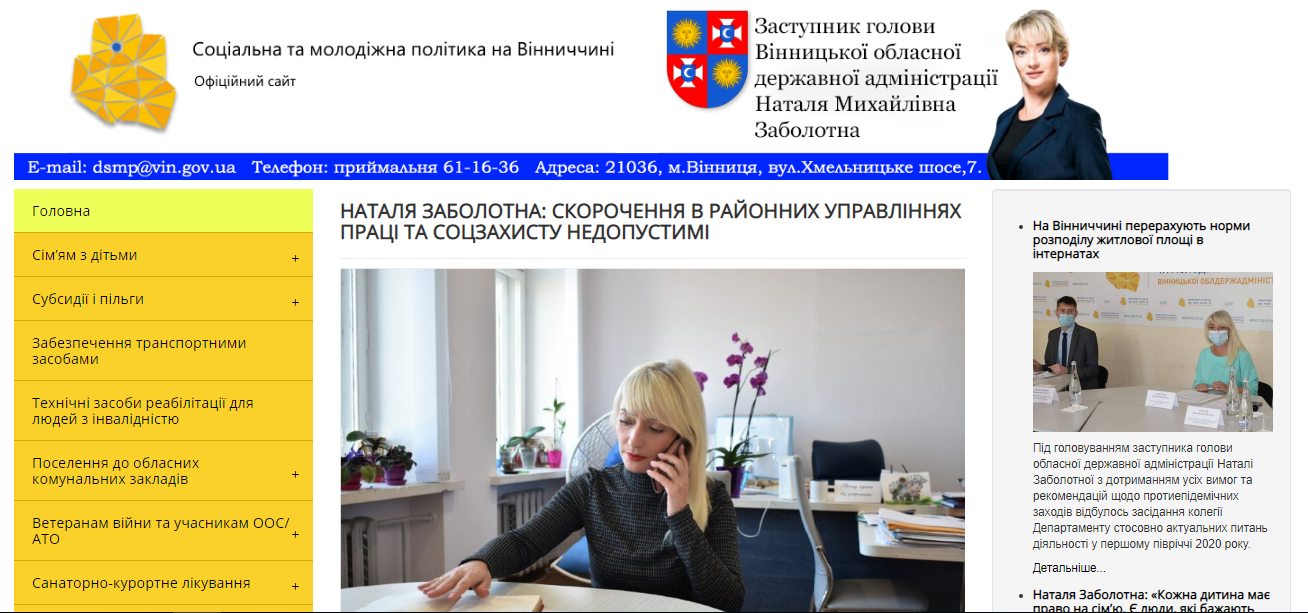 Соціальна та молодіжна політика на Вінниччині
Офіційний сайт
Заступник голови
Вінницької обласної
державної адміністрації
Наталя Михайлівна
Заболотна
E-mail: dsmp@vin.gov.ua Телефон: приймальня 61-16-36 Адреса: 21036, м.Вінниця, вул.Хмельницьке шосе,7.
Головна
Сім'ям з дітьми +
Субсидії і пільги +
Забезпечення транспортними
засобами
Технічні засоби реабілітації для
людей з інвалідністю
Поселення до обласних
комунальних закладів +
Ветеранам війни та учасникам ООС/
АТО +
Санаторно-курортне лікування +
НАТАЛЯ ЗАБОЛОТНА: СКОРОЧЕННЯ В РАЙОННИХ УПРАВЛІННЯХ
ПРАЦІ ТА СОЦЗАХИСТУ НЕДОПУСТИМІ
• На Вінниччині перерахують норми
розподілу житлової площі в
інтернатах
ВІННИЦЬКОЇ ОБЛДЕРЖАДМІНІСТ
Під головуванням заступника голови
обласної державної адміністрації Наталі
Заболотної з дотриманням усіх вимог та
рекомендацій щодо протиепідемічних
заходів відбулось засідання колегії
Департаменту стосовно актуальних питань
діяльності у першому півріччі 2020 року.
Детальніше...
• Наталя Заболотна: «Кожна дитина має
право на сім'ю. Є люди, які бажають